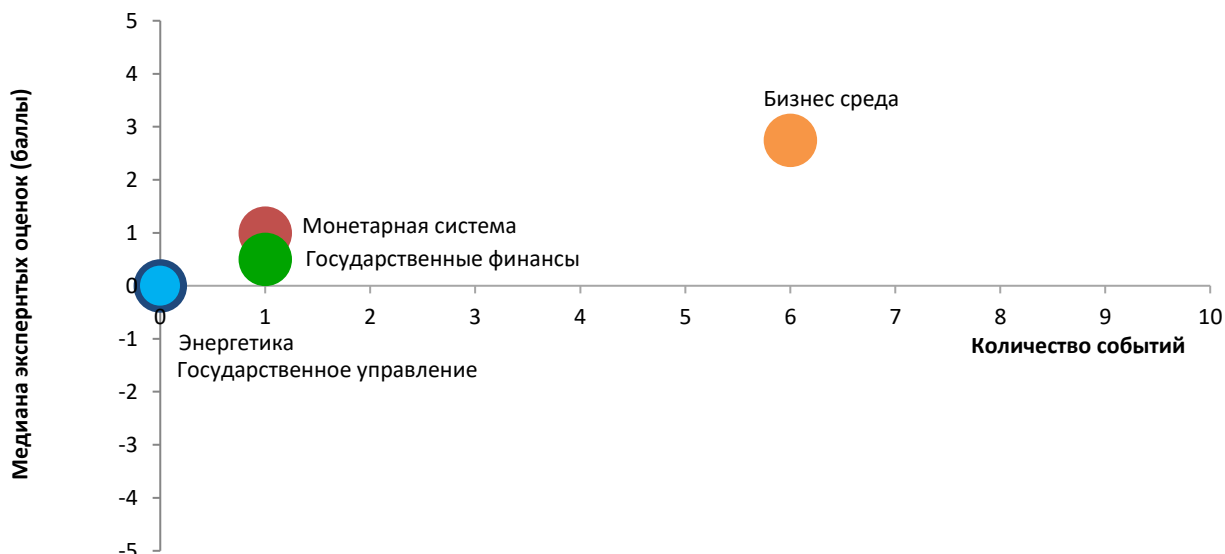 Медиана экспернтых оценок (баллы)
5
4
3
2
1
0
-1
-2
-3
-4
-5
Бизнес среда
Монетарная система
Государственные финансы
0 1 2 3 4 5 6 7 8 9 10
Энергетика
Государственное управление
Количество событий